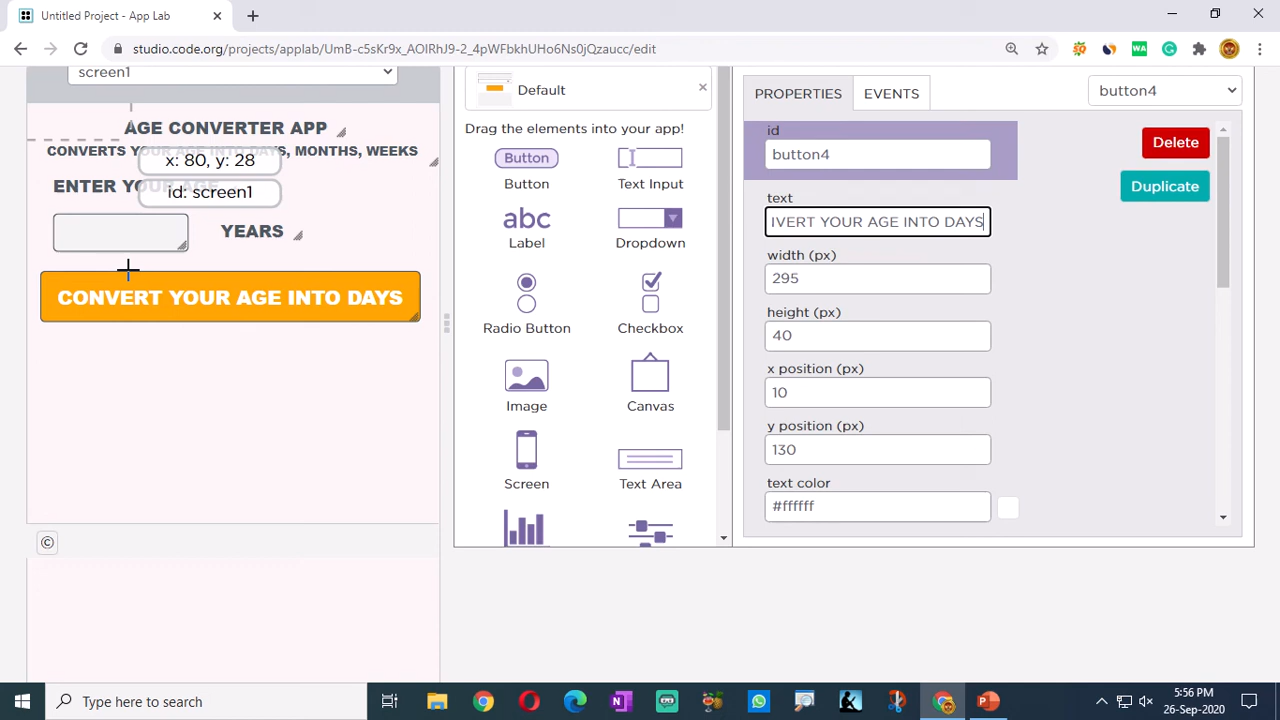 Untitled Project - App Lab
studio.code.org/projects/applab/UmB-c5sKr9x_AOlRhJ9-2_4pWFbkhUHo6Ns0jQzaucc/edit
WA
screen1
AGE CONVERTER APP
CONVERTS YOUR AGE INTO DAYS, MONTHS, WEEKS
x: 80, y: 28
ENTER YOUR AGE
id: screen1
YEARS
CONVERT YOUR AGE INTO DAYS
©
Default
Drag the elements into your app!
Button
Button
Text Input
abc
Label
Dropdown
Radio Button
Checkbox
Image
Canvas
Screen
Text Area
PROPERTIES
EVENTS
button4
id
button4
Delete
Duplicate
text
IVERT YOUR AGE INTO DAYS
width (px)
295
height (px)
40
x position (px)
10
y position (px)
130
text color
#ffffff
Type here to search
5:56 PM
26-Sep-2020